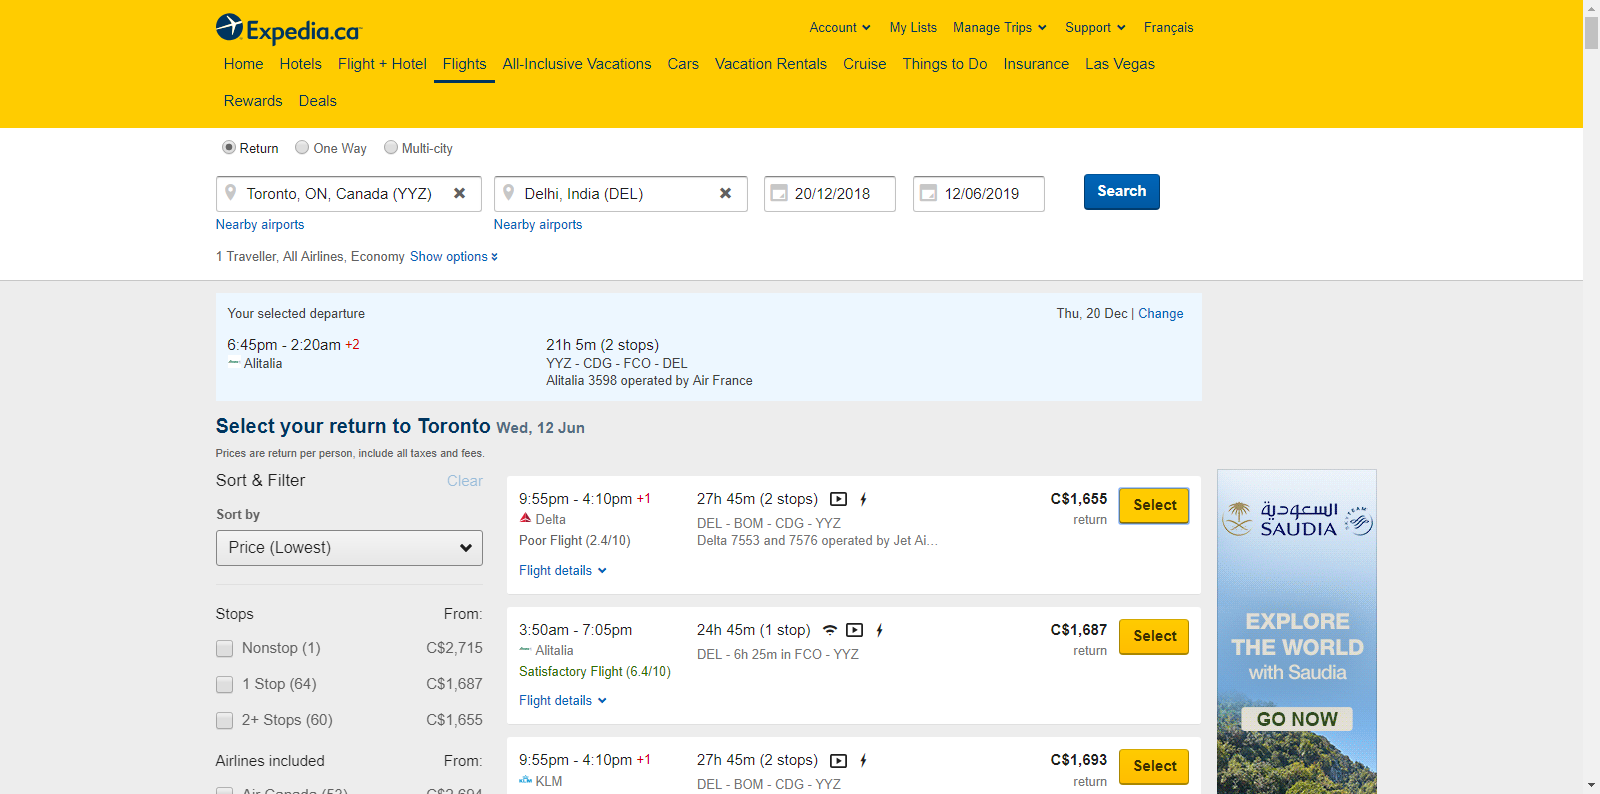 Expedia.ca
Account My Lists Manage Trips Support Français
Home Hotels Flight + Hotel Flights All-Inclusive Vacations Cars Vacation Rentals Cruise Things to Do Insurance Las Vegas
Rewards Deals
Return One Way Multi-city
Toronto, ON, Canada (YYZ) Delhi, India (DEL) 20/12/2018 12/06/2019 Search
Nearby airports Nearby airports
1 Traveller, All Airlines, Economy Show options
Your selected departure Thu, 20 Dec | Change
6:45pm - 2:20am +2 21h 5m (2 stops)
Alitalia YYZ - CDG - FCO - DEL
Alitalia 3598 operated by Air France
Select your return to Toronto Wed, 12 Jun
Prices are return per person, include all taxes and fees.
Sort & Filter Clear
Sort by
Price (Lowest)
Stops From:
Nonstop (1) C$2,715
1 Stop (64) C$1,687
2+ Stops (60) C$1,655
Airlines included From:
Air Canada (53) C$2,694
9:55pm - 4:10pm +1 27h 45m (2 stops) C$1,655 Select
Delta DEL - BOM - CDG - YYZ return
Poor Flight (2.4/10) Delta 7553 and 7576 operated by Jet Ai...
Flight details
3:50am - 7:05pm 24h 45m (1 stop) C$1,687 Select
Alitalia DEL - 6h 25m in FCO - YYZ return
Satisfactory Flight (6.4/10)
Flight details
9:55pm - 4:10pm +1 27h 45m (2 stops) C$1,693 Select
KLM DEL - BOM - CDG - YYZ return
السعودية
SAUDIA
EXPLORE
THE WORLD
with Saudia
GO NOW